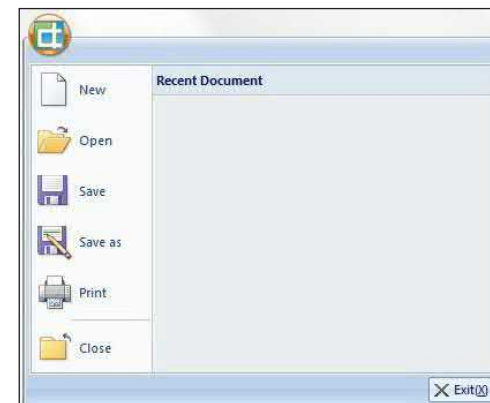 New
Recent Document
Open
Save
Save as
Print
Close
Exit(X)